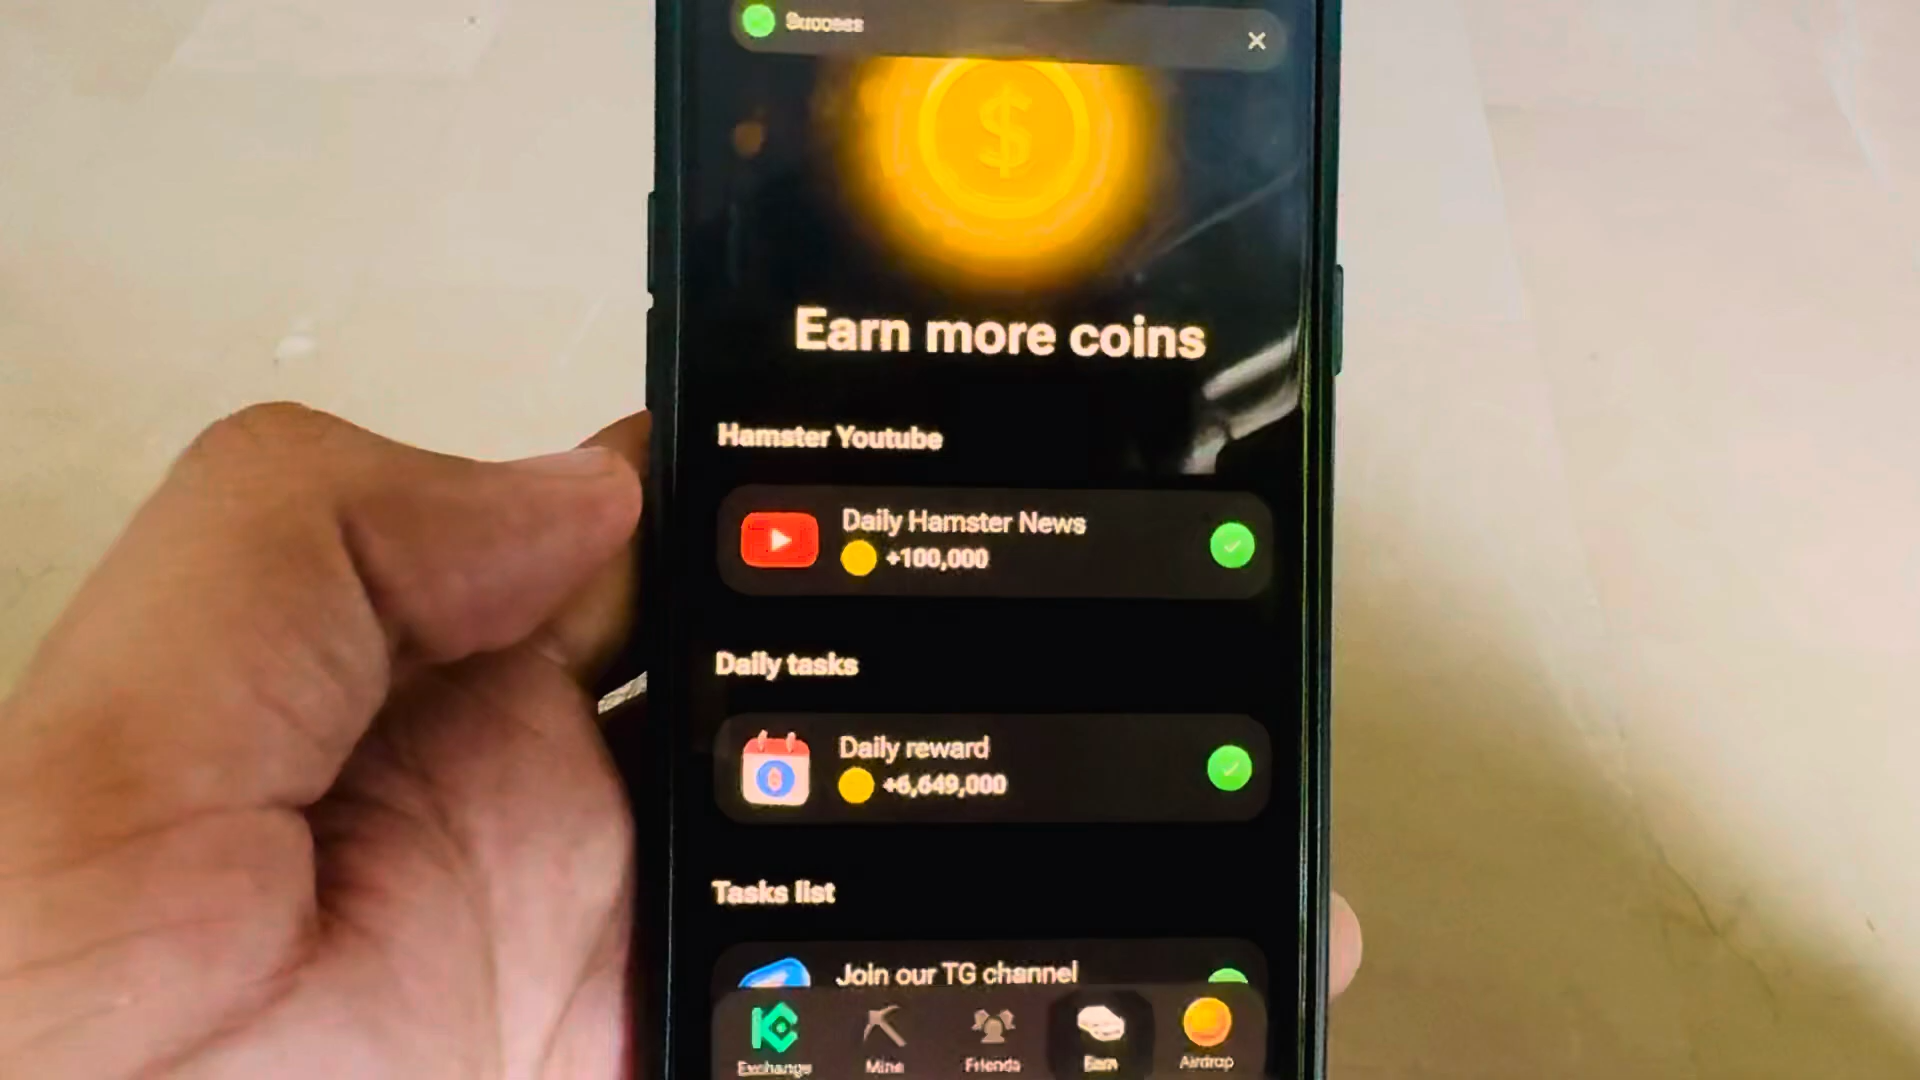 Success
Earn more coins
Hamster Youtube
Daily Hamster News
+100,000
Daily tasks
Daily reward
+6,649,000
Tasks list
Join our TG channel
Exchange
Mine
Friends
Earn
Airdrop